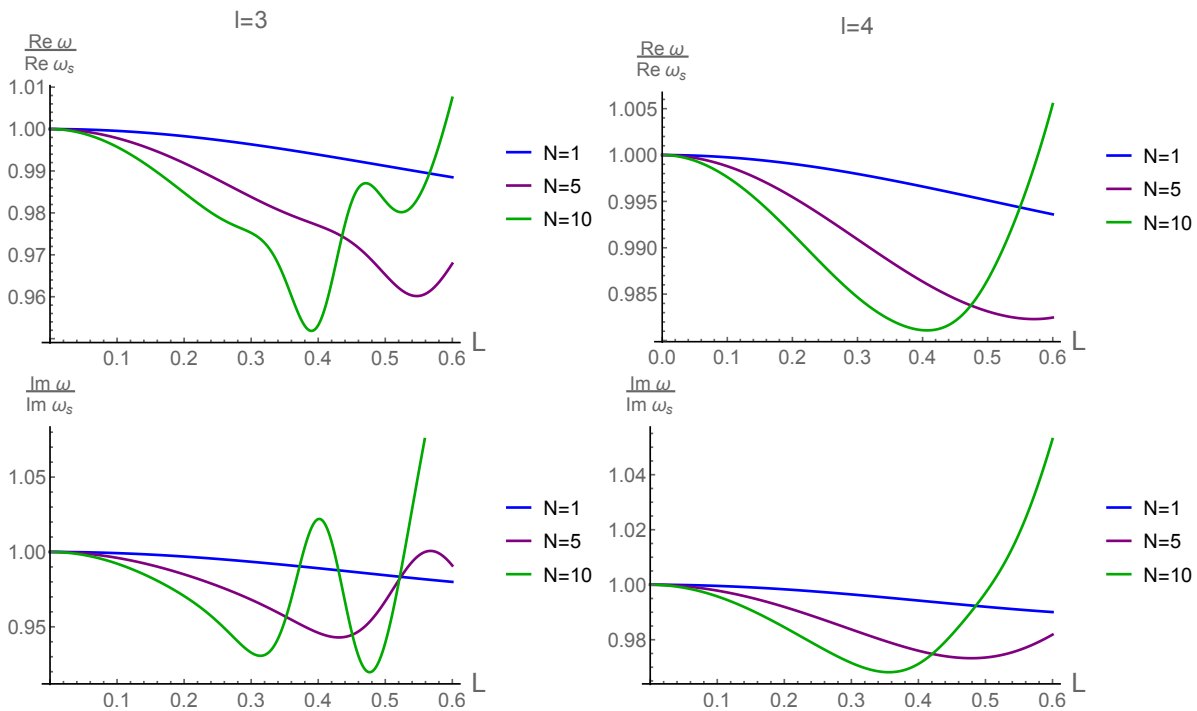 l=3
Re ω
Re ωs
1.01
1.00
0.99
0.98
0.97
0.96
0.1 0.2 0.3 0.4 0.5 0.6 L
N=1
N=5
N=10
l=4
Re ω
Re ωs
1.005
1.000
0.995
0.990
0.985
0.0 0.1 0.2 0.3 0.4 0.5 0.6 L
N=1
N=5
N=10
Im ω
Im ωs
1.05
1.00
0.95
0.1 0.2 0.3 0.4 0.5 0.6 L
N=1
N=5
N=10
Im ω
Im ωs
1.04
1.02
1.00
0.98
0.1 0.2 0.3 0.4 0.5 0.6 L
N=1
N=5
N=10